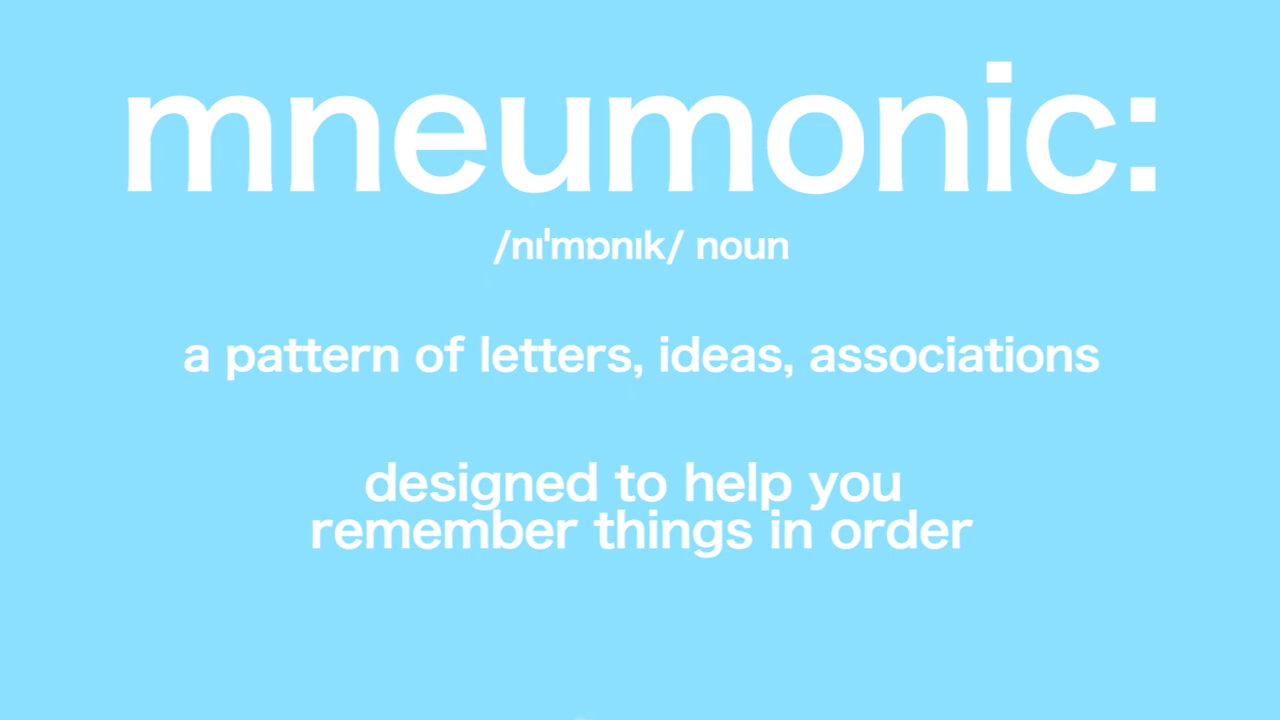 mneumonic:
/nɪˈmɒnɪk/ noun
a pattern of letters, ideas, associations
designed to help you
remember things in order